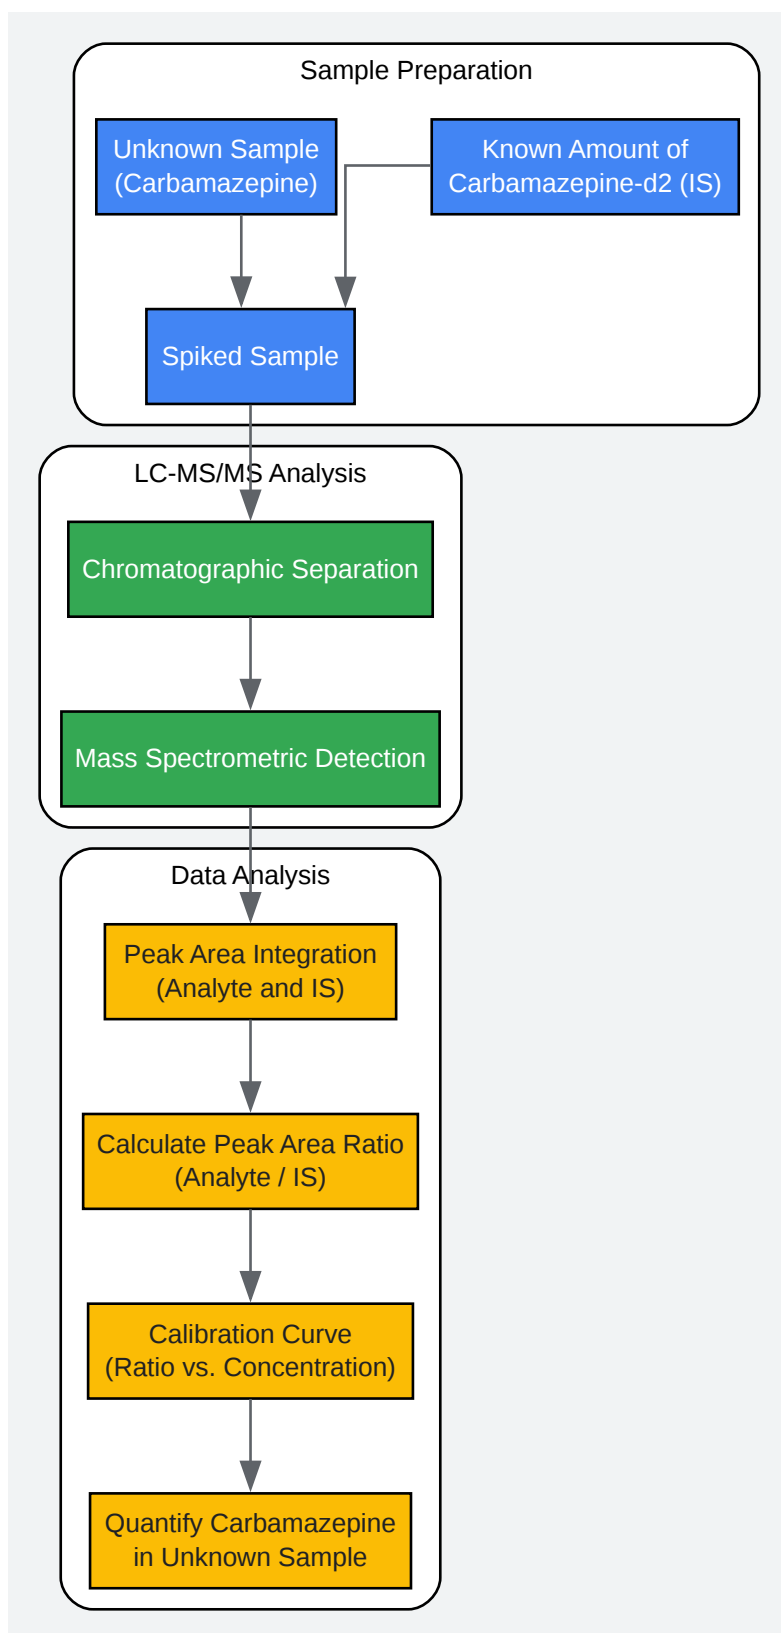 Sample Preparation
Unknown Sample
(Carbamazepine)
Known Amount of
Carbamazepine-d2 (IS)
Spiked Sample
LC-MS/MS Analysis
Chromatographic Separation
Mass Spectrometric Detection
Data Analysis
Peak Area Integration
(Analyte and IS)
Calculate Peak Area Ratio
(Analyte / IS)
Calibration Curve
(Ratio vs. Concentration)
Quantify Carbamazepine
in Unknown Sample